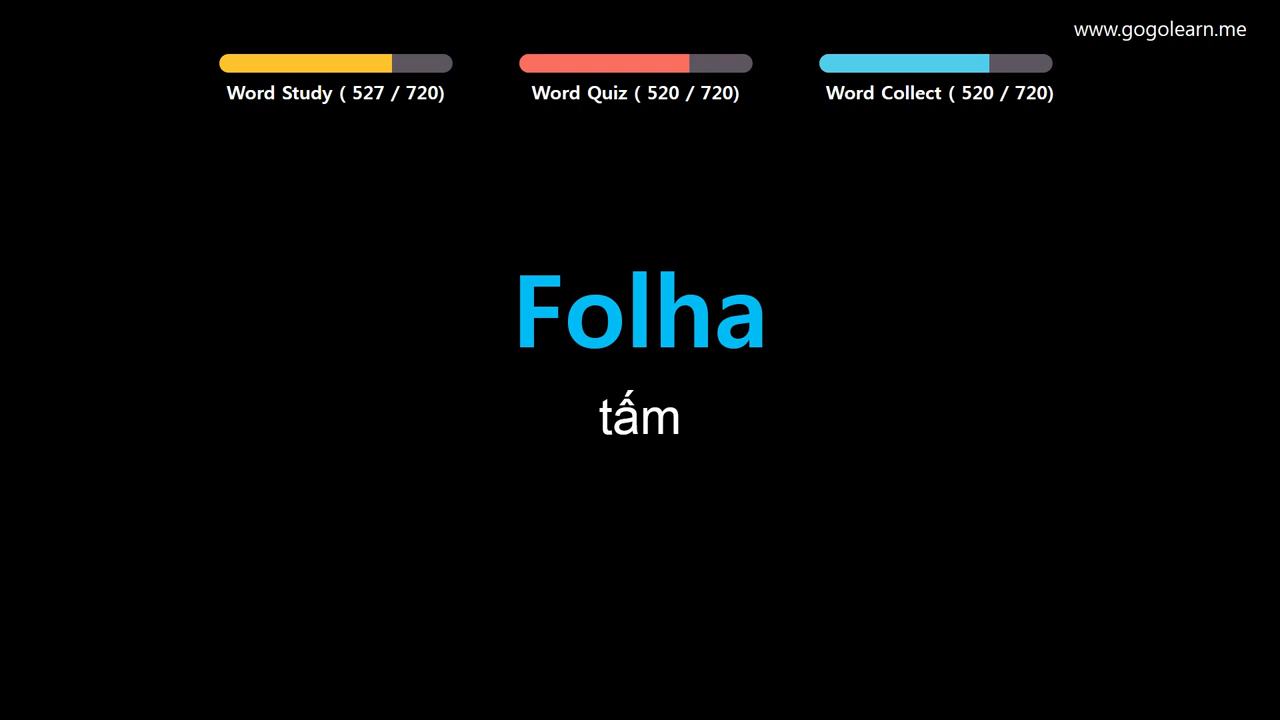 www.gogolearn.me
Word Study ( 527 / 720)
Word Quiz ( 520 / 720)
Word Collect ( 520 / 720)
Folha
tấm